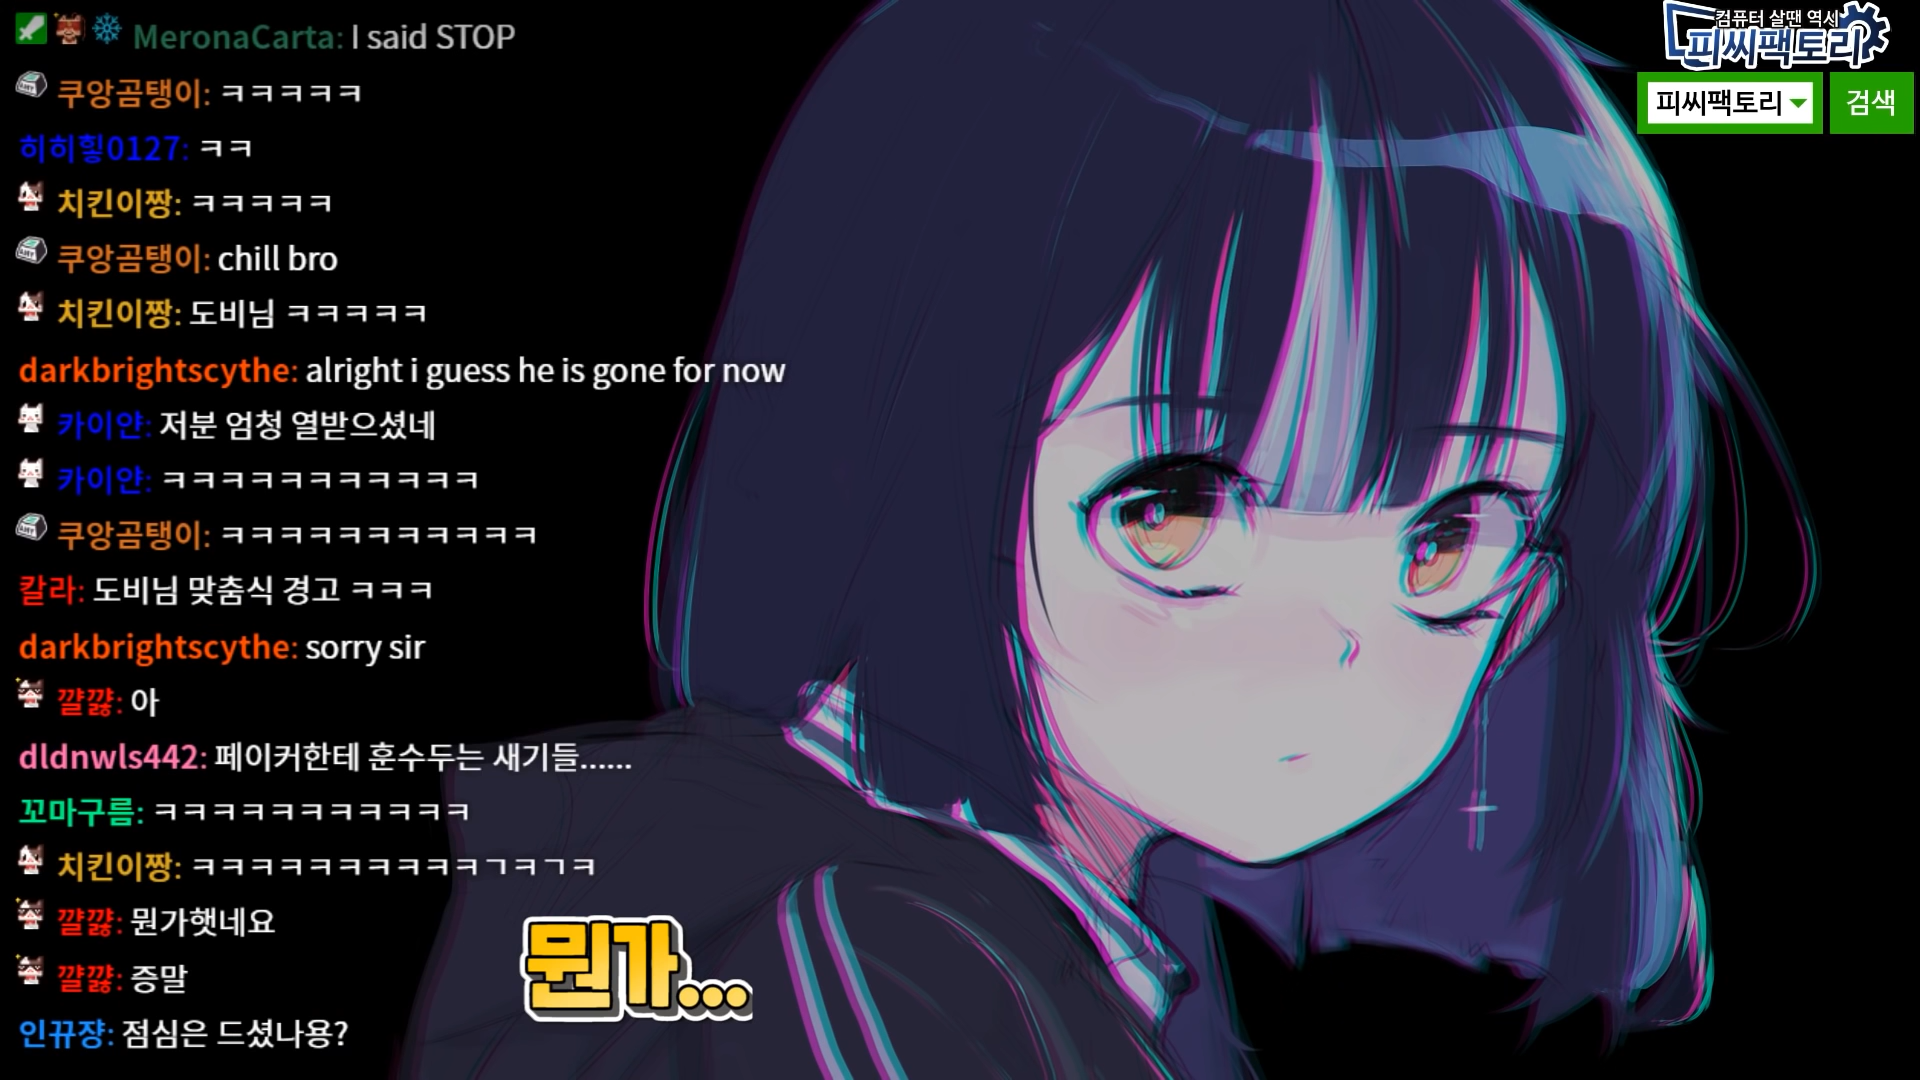 MeronaCarta: I said STOP
쿠앙곰탱이: ㅋㅋㅋㅋㅋ
히히힣0127: ㅋㅋ
치킨이짱: ㅋㅋㅋㅋㅋ
쿠앙곰탱이: chill bro
치킨이짱: 도비님 ㅋㅋㅋㅋㅋ
darkbrightscythe: alright i guess he is gone for now
카이얀: 저분 엄청 열받으셨네
카이얀: ㅋㅋㅋㅋㅋㅋㅋㅋㅋㅋㅋ
쿠앙곰탱이: ㅋㅋㅋㅋㅋㅋㅋㅋㅋㅋㅋ
칼라: 도비님 맞춤식 경고 ㅋㅋㅋ
darkbrightscythe: sorry sir
꺌꺓: 아
dldnwls442: 페이커한테 훈수두는 새기들......
꼬마구름: ㅋㅋㅋㅋㅋㅋㅋㅋㅋㅋㅋ
치킨이짱: ㅋㅋㅋㅋㅋㅋㅋㅋㅋㅋㄱㅋㄱㅋ
꺌꺓: 뭔가햇네요
꺌꺓: 증말
인뀨쟝: 점심은 드셨나용?
뭔가...
컴퓨터 살땐 역시
피씨팩토리
피씨팩토리 검색